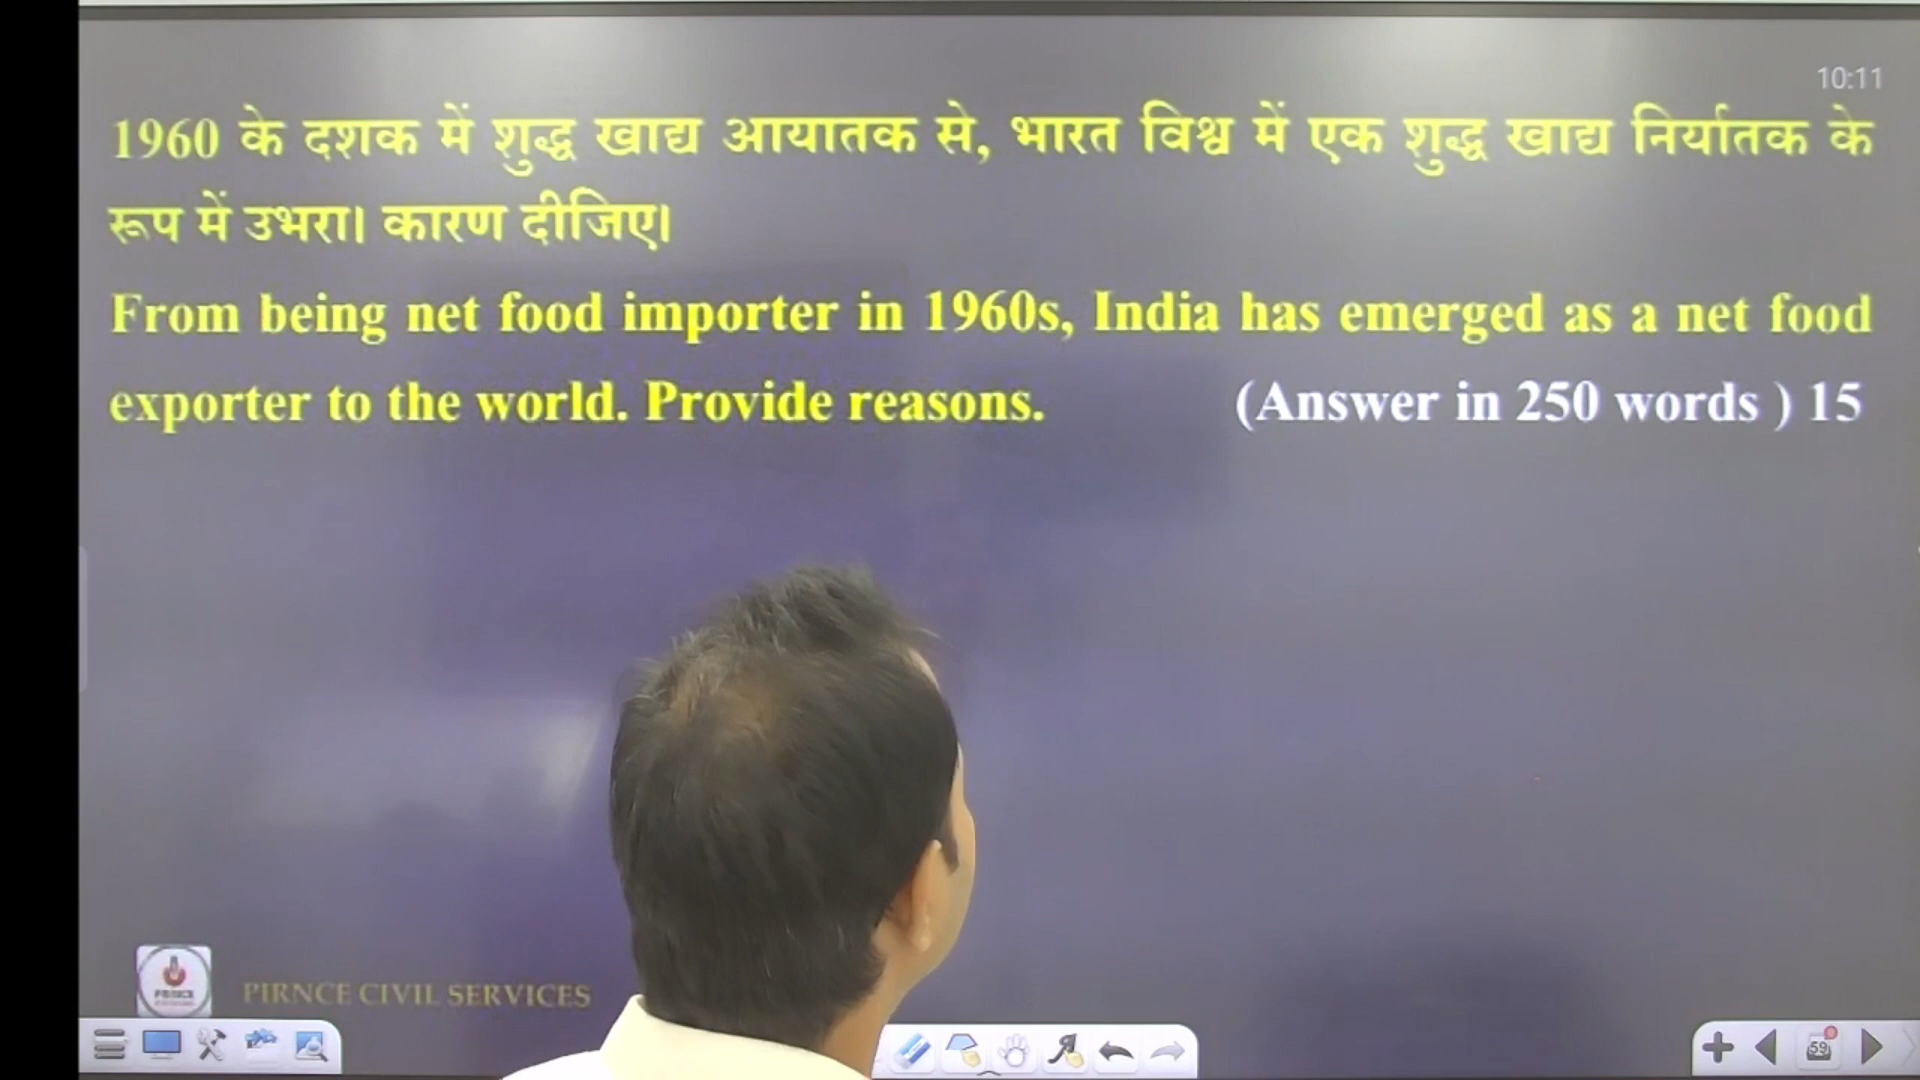 10:11
1960 के दशक में शुद्ध खाद्य आयातक से, भारत विश्व में एक शुद्ध खाद्य निर्यातक के
रूप में उभरा। कारण दीजिए।
From being net food importer in 1960s, India has emerged as a net food
exporter to the world. Provide reasons. (Answer in 250 words ) 15
PIRNCE CIVIL SERVICES
59